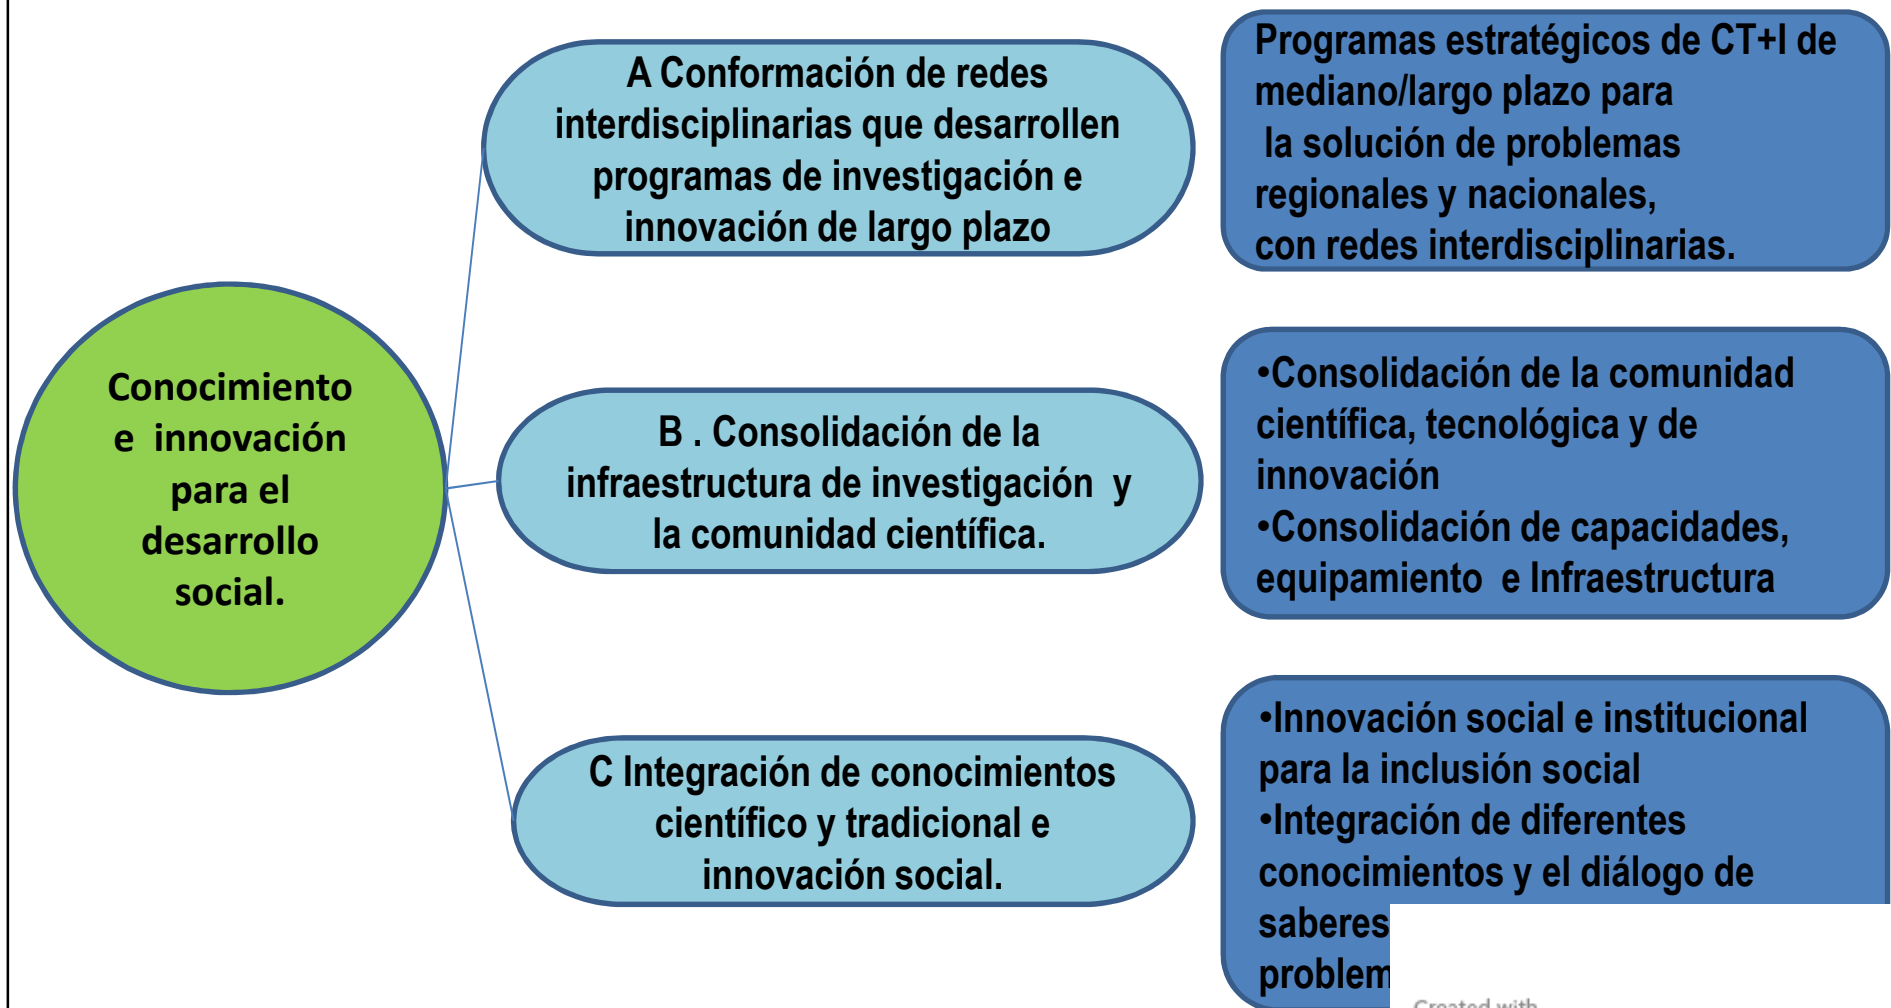 Conocimiento
e innovación
para el
desarrollo
social.
A Conformación de redes
interdisciplinarias que desarrollen
programas de investigación e
innovación de largo plazo
Programas estratégicos de CT+I de
mediano/largo plazo para
la solución de problemas
regionales y nacionales,
con redes interdisciplinarias.
B . Consolidación de la
infraestructura de investigación y
la comunidad científica.
•Consolidación de la comunidad
científica, tecnológica y de
innovación
•Consolidación de capacidades,
equipamiento e Infraestructura
C Integración de conocimientos
científico y tradicional e
innovación social.
•Innovación social e institucional
para la inclusión social
•Integración de diferentes
conocimientos y el diálogo de
saberes
problem
Created with